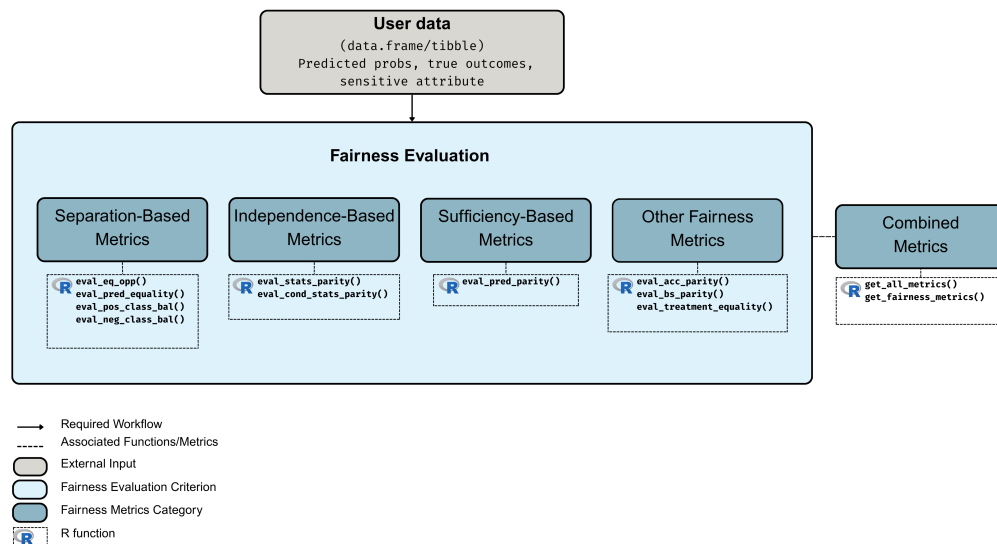 User data
(data.frame/tibble)
Predicted probs, true outcomes,
sensitive attribute
Fairness Evaluation
Separation-Based
Metrics
R
eval_eq_opp()
eval_pred_equality()
eval_pos_class_bal()
eval_neg_class_bal()
Independence-Based
Metrics
R
eval_stats_parity()
eval_cond_stats_parity()
Sufficiency-Based
Metrics
R
eval_pred_parity()
Other Fairness
Metrics
R
eval_acc_parity()
eval_bs_parity()
eval_treatment_equality()
Combined
Metrics
R
get_all_metrics()
get_fairness_metrics()
Required Workflow
Associated Functions/Metrics
External Input
Fairness Evaluation Criterion
Fairness Metrics Category
R
R function